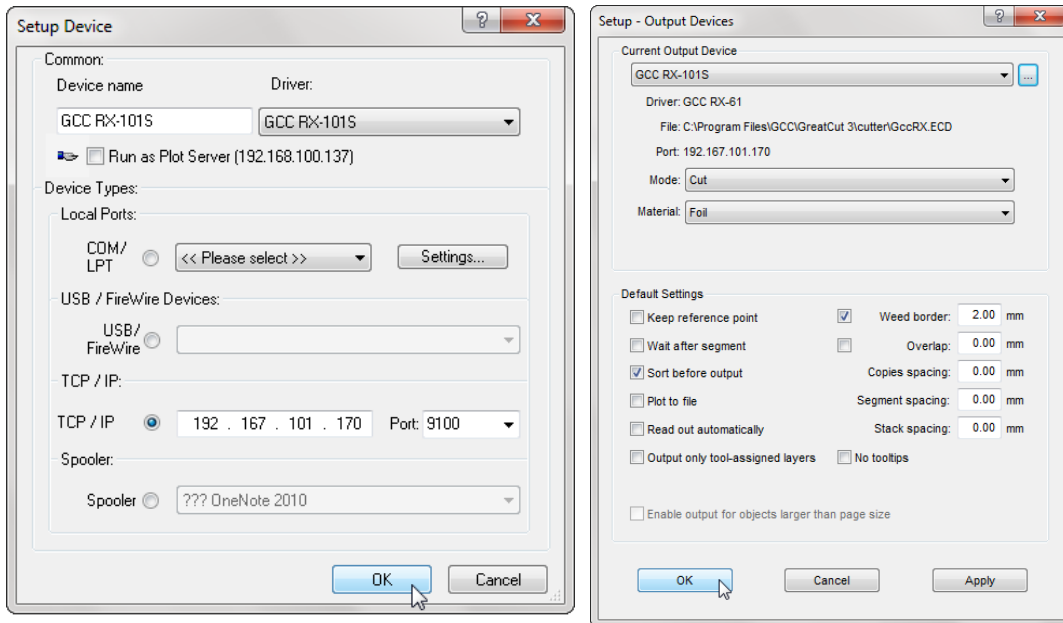 Setup Device
Common:
Device name Driver:
GCC RX-101S GCC RX-101S
Run as Plot Server (192.168.100.137)
Device Types:
Local Ports:
COM/
LPT
<< Please select >> Settings...
USB / FireWire Devices:
USB/
FireWire
TCP / IP:
TCP / IP 192 . 167 . 101 . 170 Port: 9100
Spooler:
Spooler ??? OneNote 2010
OK Cancel
Setup - Output Devices
Current Output Device
GCC RX-101S ...
Driver: GCC RX-61
File: C:\Program Files\GCC\GreatCut 3\cutter\GccRX.ECD
Port: 192.167.101.170
Mode: Cut
Material: Foil
Default Settings
Keep reference point Weed border: 2.00 mm
Wait after segment Overlap: 0.00 mm
Sort before output Copies spacing: 0.00 mm
Plot to file Segment spacing: 0.00 mm
Read out automatically Stack spacing: 0.00 mm
Output only tool-assigned layers No tooltips
Enable output for objects larger than page size
OK Cancel Apply